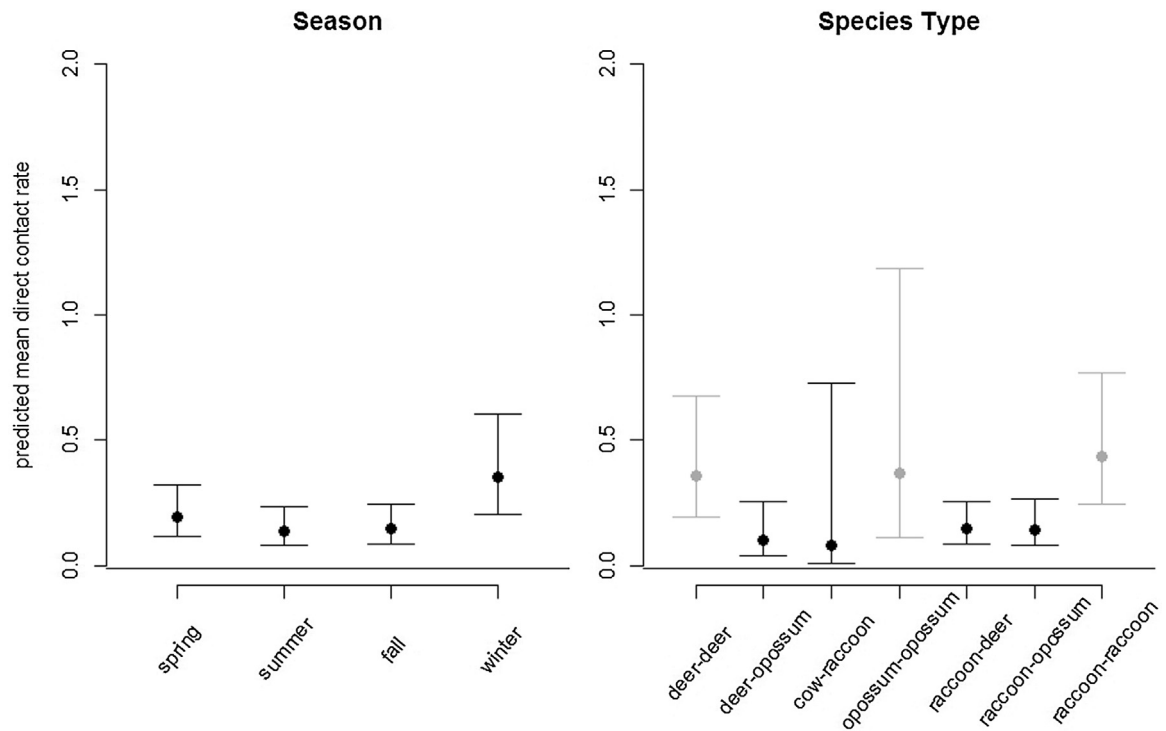 Season
predicted mean direct contact rate
2.0
1.5
1.0
0.5
0.0
spring
summer
fall
winter
Species Type
2.0
1.5
1.0
0.5
0.0
deer-deer
deer-opossum
cow-raccoon
opossum-opossum
raccoon-deer
raccoon-opossum
raccoon-raccoon